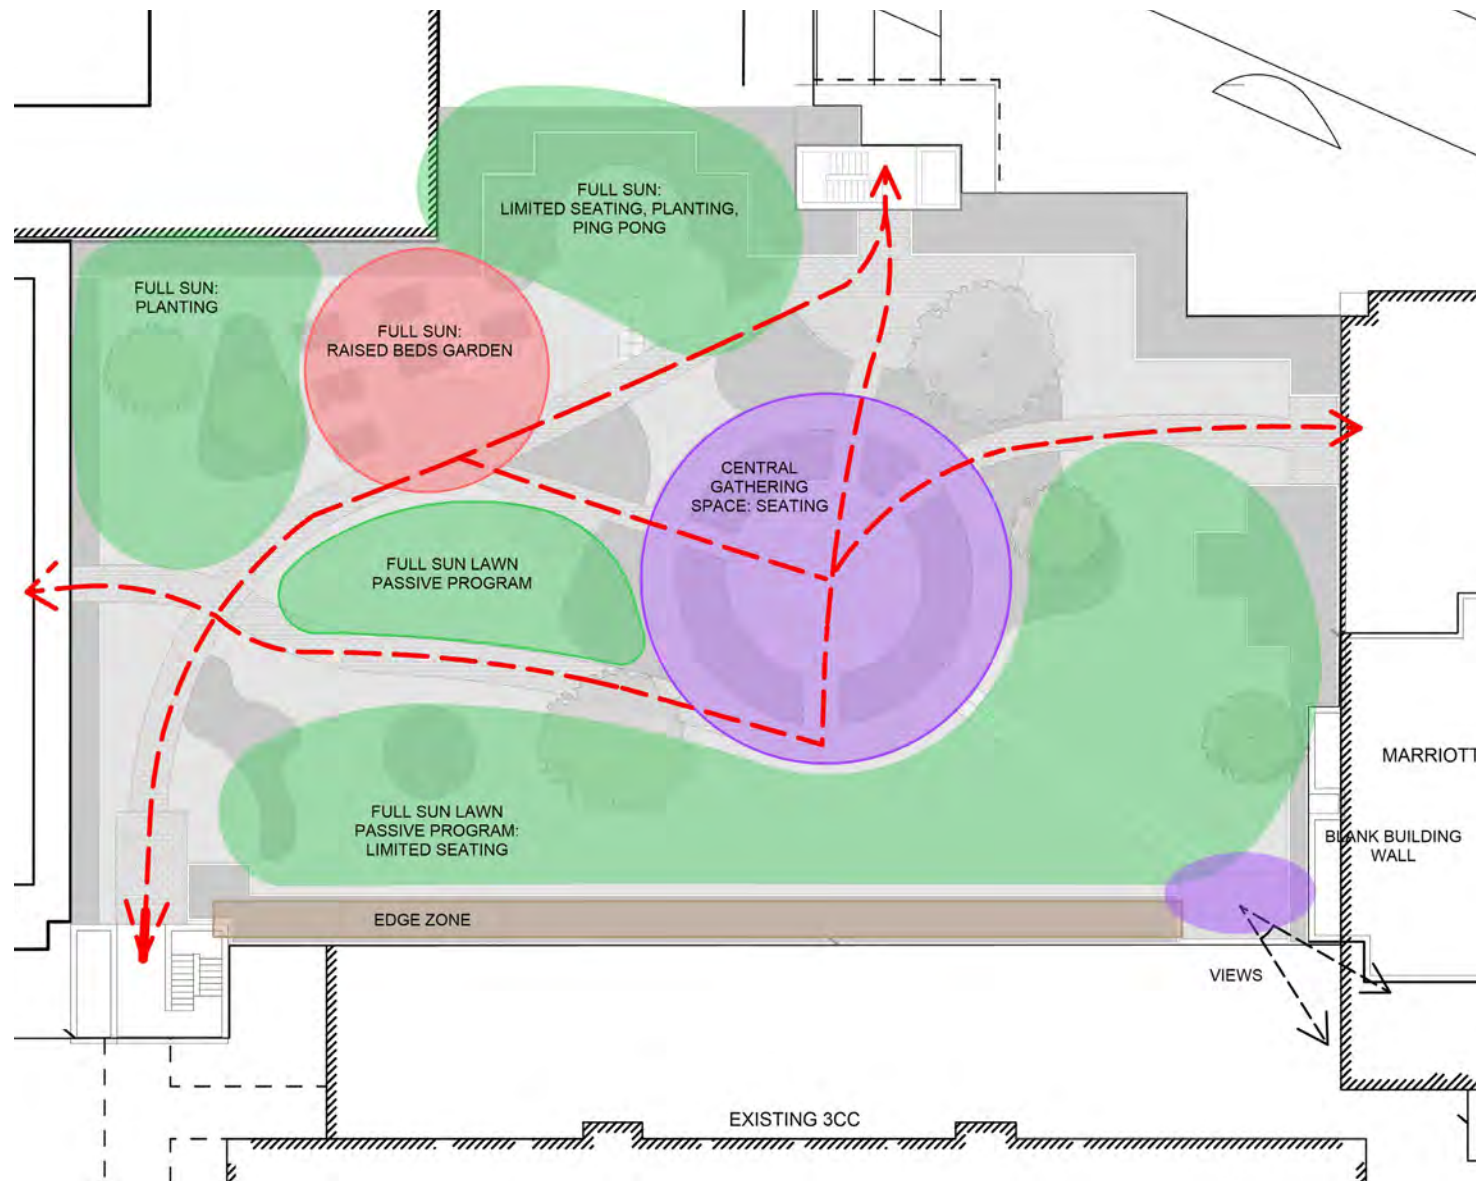 FULL SUN:
LIMITED SEATING, PLANTING,
PING PONG
FULL SUN:
PLANTING
FULL SUN:
RAISED BEDS GARDEN
CENTRAL
GATHERING
SPACE: SEATING
FULL SUN LAWN
PASSIVE PROGRAM
MARRIOTT
FULL SUN LAWN
PASSIVE PROGRAM:
LIMITED SEATING
BLANK BUILDING
WALL
EDGE ZONE
VIEWS
EXISTING 3CC